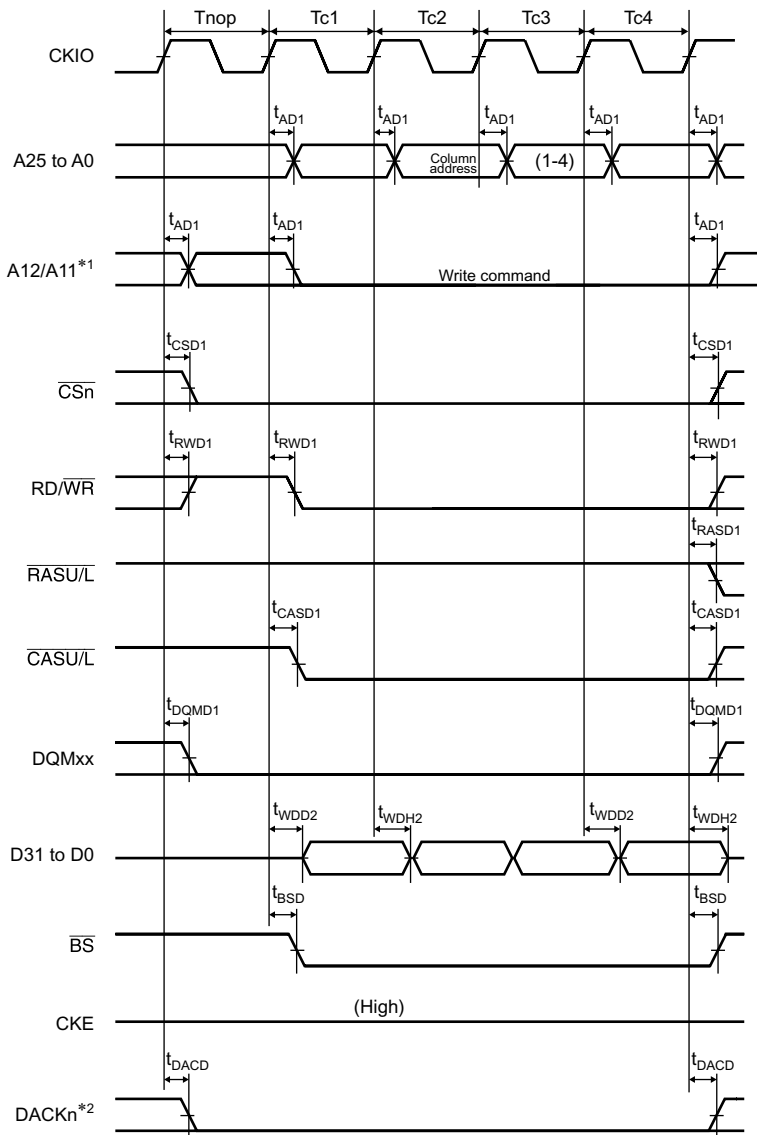 Tnop Tc1 Tc2 Tc3 Tc4
CKIO
tAD1 tAD1 tAD1 tAD1 tAD1
A25 to A0
Column
address
(1-4)
tAD1 tAD1 tAD1
A12/A11*1
Write command
tCSD1 tCSD1
CSn
tRWD1 tRWD1 tRWD1
RD/WR
tRASD1
RASU/L
tCASD1 tCASD1
CASU/L
tDQMD1 tDQMD1
DQMxx
tWDD2 tWDH2 tWDD2 tWDH2
D31 to D0
tBSD tBSD
BS
(High)
CKE
tDACD tDACD
DACKn*2